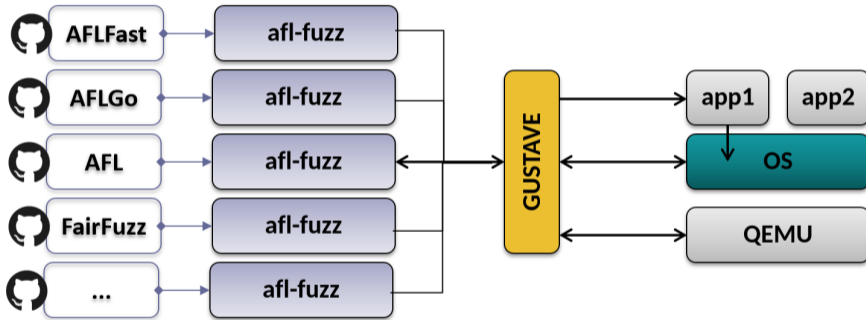 AFLFast
afl-fuzz
AFLGo
afl-fuzz
AFL
afl-fuzz
FairFuzz
afl-fuzz
...
afl-fuzz
GUSTAVE
app1
app2
OS
QEMU